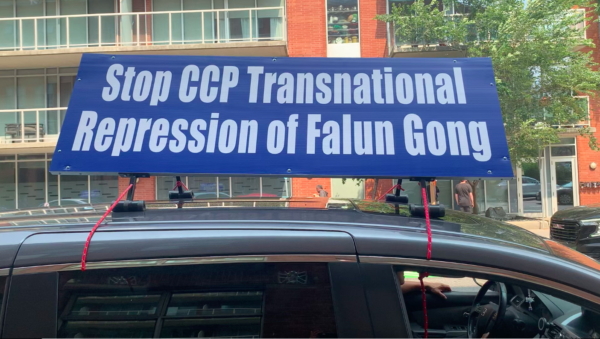 Stop CCP Transnational
Repression of Falun Gong